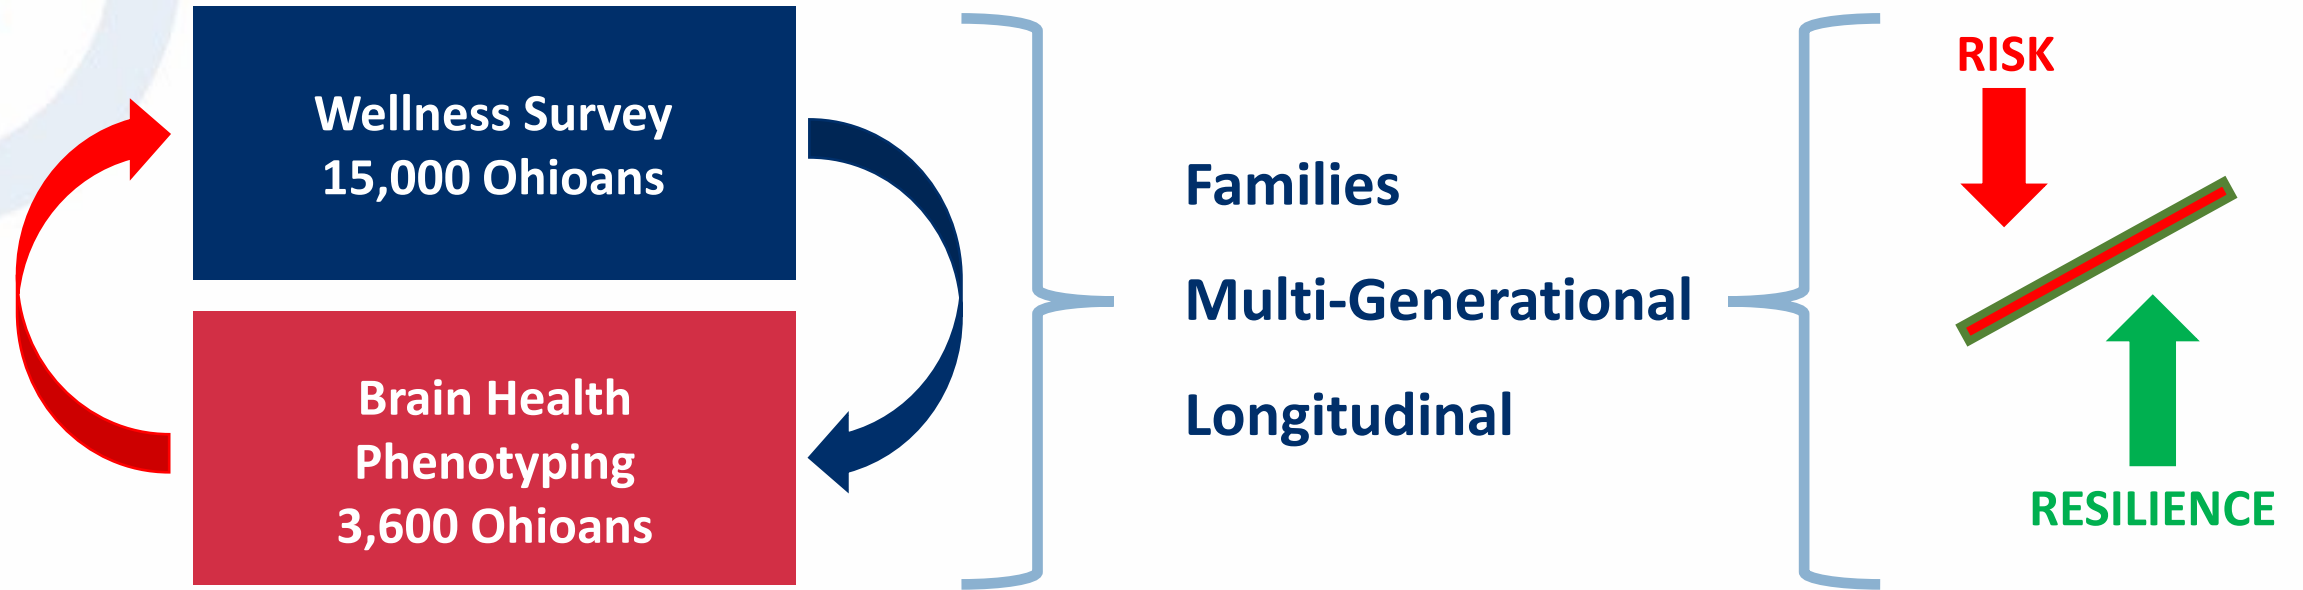 Wellness Survey
15,000 Ohioans
Brain Health
Phenotyping
3,600 Ohioans
Families
Multi-Generational
Longitudinal
RISK
RESILIENCE